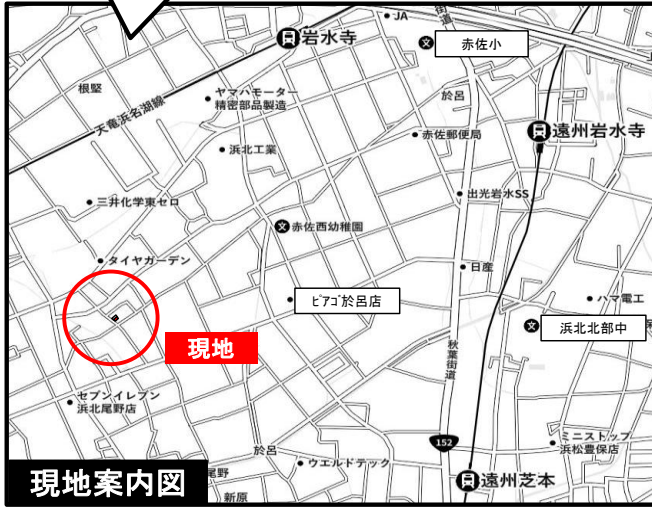 JA
街道
岩水寺
文
赤佐小
根堅
ヤマハモーター
精密部品製造
於呂
天竜浜名湖線
赤佐郵便局
遠州岩水寺
浜北工業
三井化学東セロ
出光岩水SS
文
赤佐西幼稚園
タイヤガーデン
日産
ピアゴ於呂店
ハマ電工
現地
文
浜北北部中
秋葉街道
セブンイレブン
浜北尾野店
152
ミニストップ
浜松豊保店
於呂
ウエルドテック
尾野
遠州芝本
現地案内図
新原